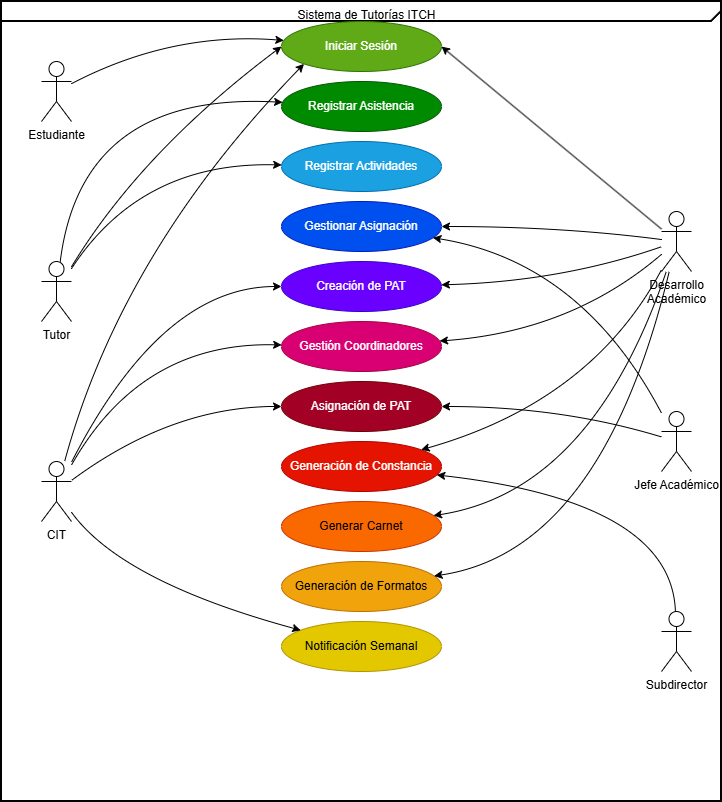 Sistema de Tutorías ITCH
Iniciar Sesión
Estudiante
Registrar Asistencia
Registrar Actividades
Gestionar Asignación
Tutor
Desarrollo
Académico
Creación de PAT
Gestión Coordinadores
Asignación de PAT
Generación de Constancia
Jefe Académico
CIT
Generar Carnet
Generación de Formatos
Notificación Semanal
Subdirector